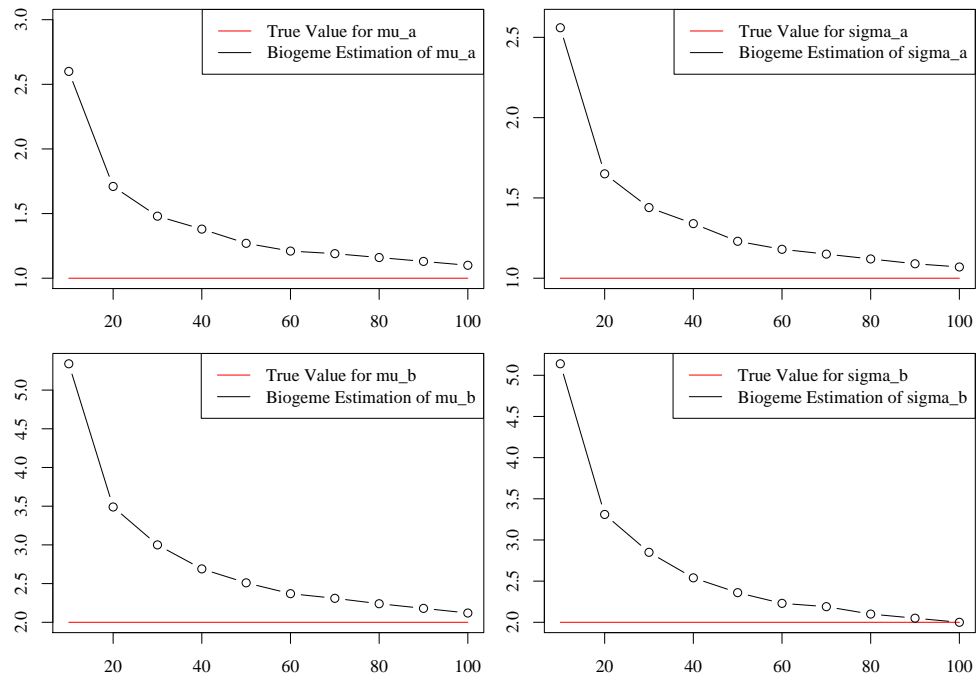 True Value for mu_a
Biogeme Estimation of mu_a
3.0
2.5
2.0
1.5
1.0
20 40 60 80 100
True Value for sigma_a
Biogeme Estimation of sigma_a
2.5
2.0
1.5
1.0
20 40 60 80 100
True Value for mu_b
Biogeme Estimation of mu_b
5.0
4.5
4.0
3.5
3.0
2.5
2.0
20 40 60 80 100
True Value for sigma_b
Biogeme Estimation of sigma_b
5.0
4.5
4.0
3.5
3.0
2.5
2.0
20 40 60 80 100